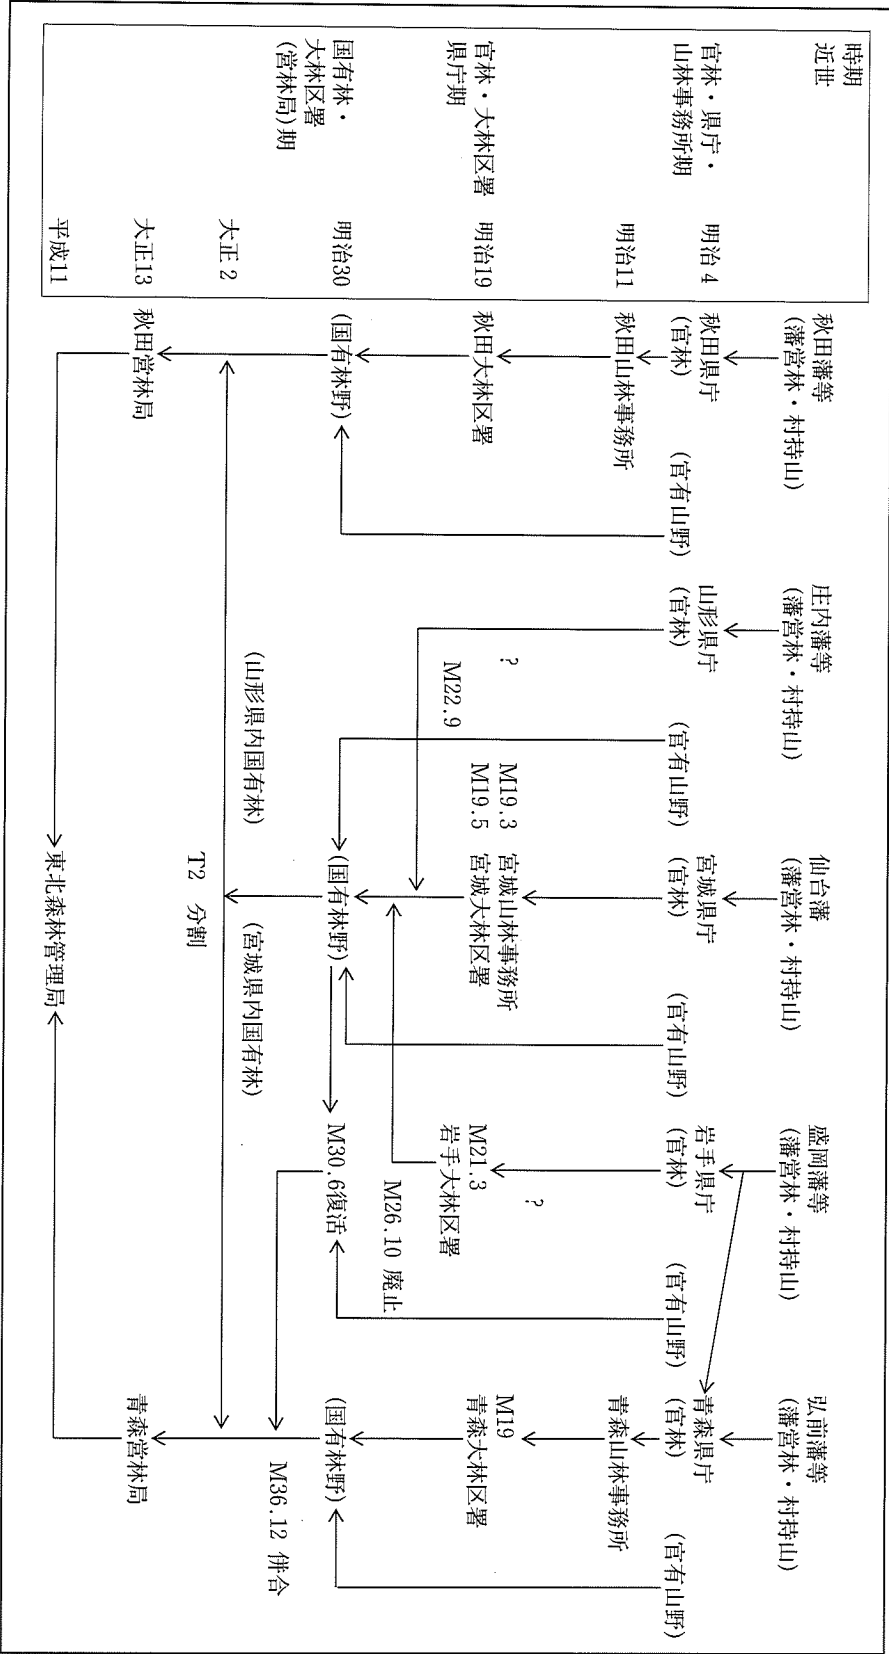 時期
近世
官林・県庁・
山林事務所期
官林・大林区署
県庁期
国有林・
大林区署
(営林局)期
明治 4
明治11
明治19
明治30
大正 2
大正13
平成11
秋田藩等
(藩営林・村持山)
秋田県庁
(官林)
(官有山野)
秋田山林事務所
秋田大林区署
(国有林野)
秋田営林局
庄内藩等
(藩営林・村持山)
山形県庁
(官林)
(官有山野)
?
M22.9
(山形県内国有林)
仙台藩
(藩営林・村持山)
宮城県庁
(官林)
(官有山野)
M19.3 宮城山林事務所
M19.5 宮城大林区署
(国有林野)
(宮城県内国有林)
T2 分割
東北森林管理局
盛岡藩等
(藩営林・村持山)
岩手県庁
(官林)
(官有山野)
?
M21.3
岩手大林区署
M26.10 廃止
M30.6復活
弘前藩等
(藩営林・村持山)
青森県庁
(官林)
(官有山野)
青森山林事務所
M19
青森大林区署
(国有林野)
M36.12 併合
青森営林局